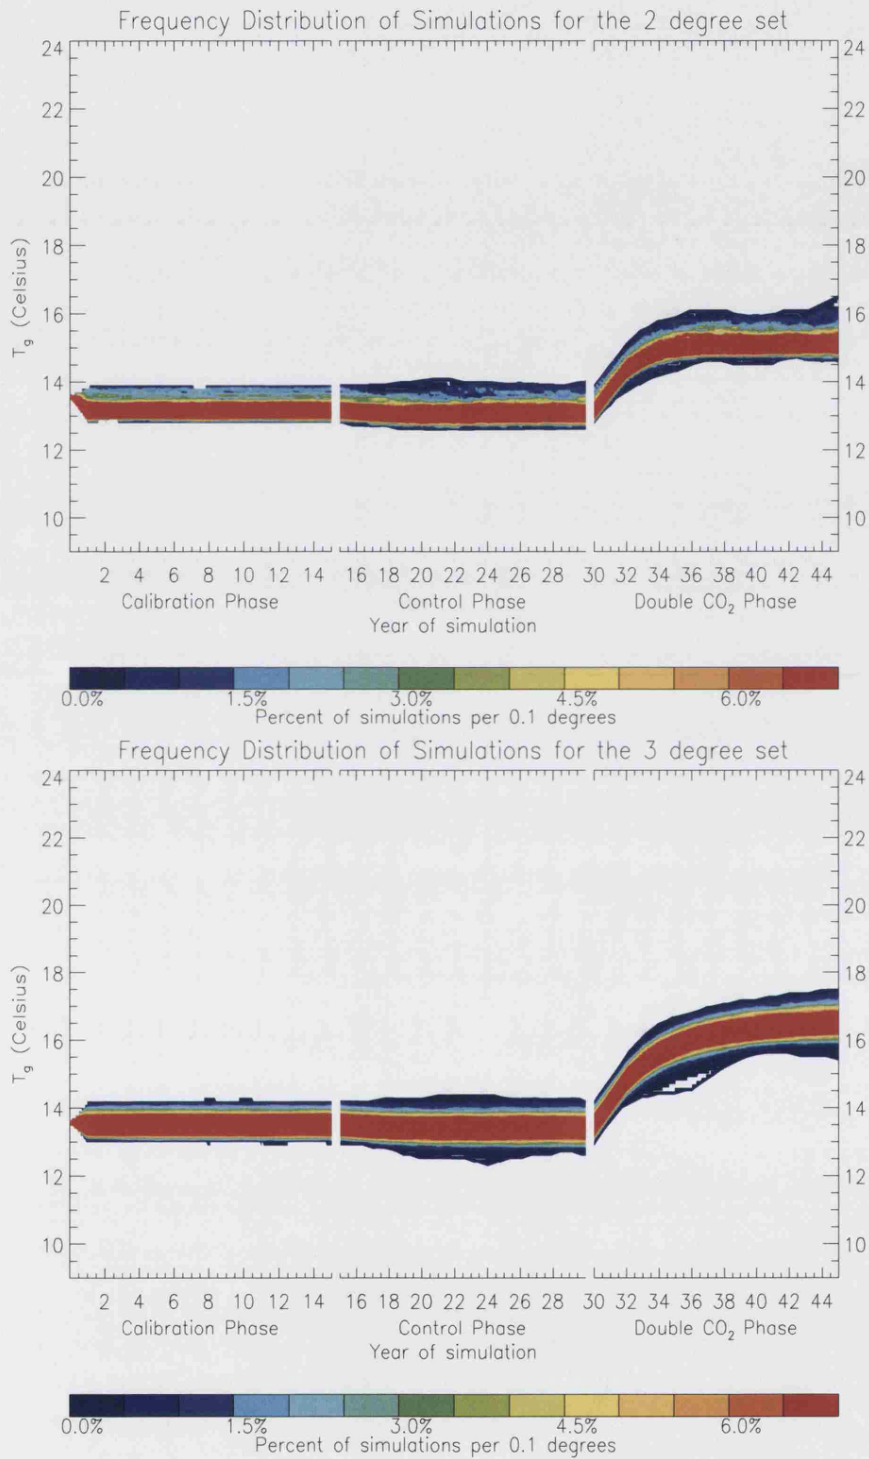 Frequency Distribution of Simulations for the 2 degree set
24 24
22 22
20 20
18 18
16 16
14 14
12 12
10 10
T_g (Celsius)
2 4 6 8 10 12 14 16 18 20 22 24 26 28 30 32 34 36 38 40 42 44
Calibration Phase Control Phase Double CO₂ Phase
Year of simulation
0.0% 1.5% 3.0% 4.5% 6.0%
Percent of simulations per 0.1 degrees
Frequency Distribution of Simulations for the 3 degree set
24 24
22 22
20 20
18 18
16 16
14 14
12 12
10 10
T_g (Celsius)
2 4 6 8 10 12 14 16 18 20 22 24 26 28 30 32 34 36 38 40 42 44
Calibration Phase Control Phase Double CO₂ Phase
Year of simulation
0.0% 1.5% 3.0% 4.5% 6.0%
Percent of simulations per 0.1 degrees